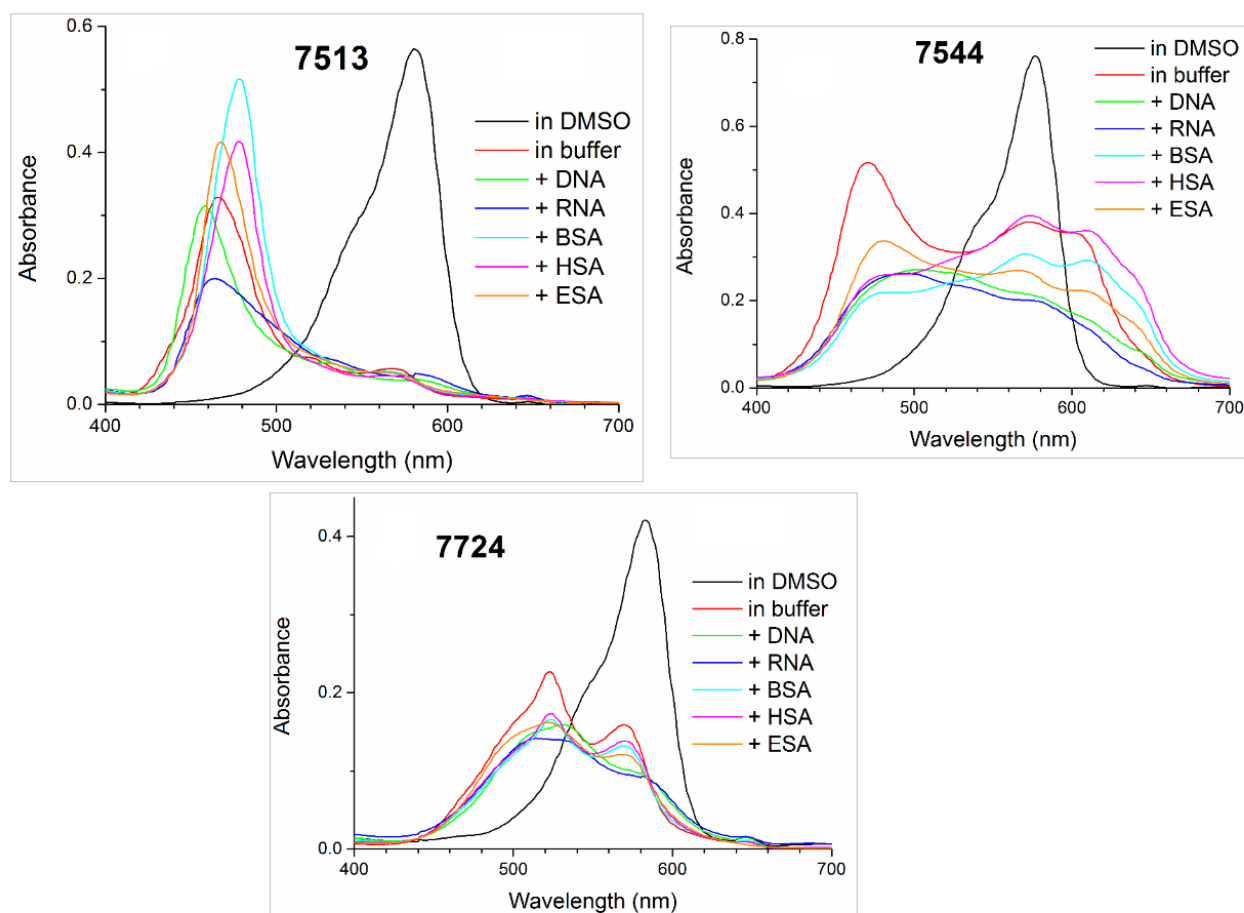 7513
in DMSO
in buffer
+ DNA
+ RNA
+ BSA
+ HSA
+ ESA
Absorbance
0.6
0.4
0.2
0.0
400
500
600
700
Wavelength (nm)
7544
in DMSO
in buffer
+ DNA
+ RNA
+ BSA
+ HSA
+ ESA
Absorbance
0.8
0.6
0.4
0.2
0.0
400
500
600
700
Wavelength (nm)
7724
in DMSO
in buffer
+ DNA
+ RNA
+ BSA
+ HSA
+ ESA
Absorbance
0.4
0.2
0.0
400
500
600
700
Wavelength (nm)